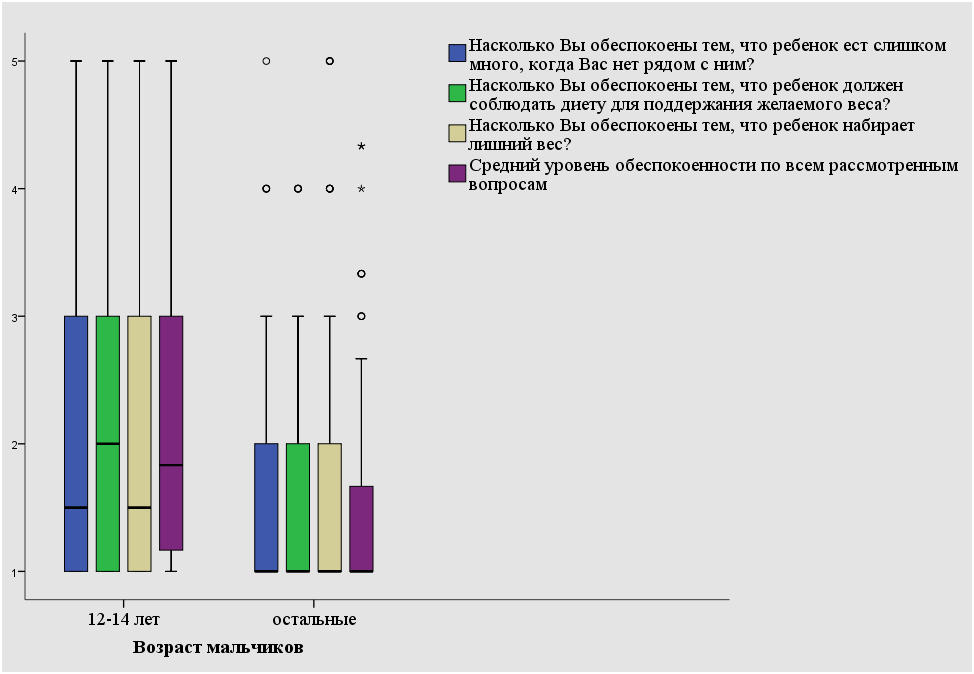 Насколько Вы обеспокоены тем, что ребенок ест слишком
много, когда Вас нет рядом с ним?
Насколько Вы обеспокоены тем, что ребенок должен
соблюдать диету для поддержания желаемого веса?
Насколько Вы обеспокоены тем, что ребенок набирает
лишний вес?
Средний уровень обеспокоенности по всем рассмотренным
вопросам
5
4
3
2
1
12-14 лет
остальные
Возраст мальчиков